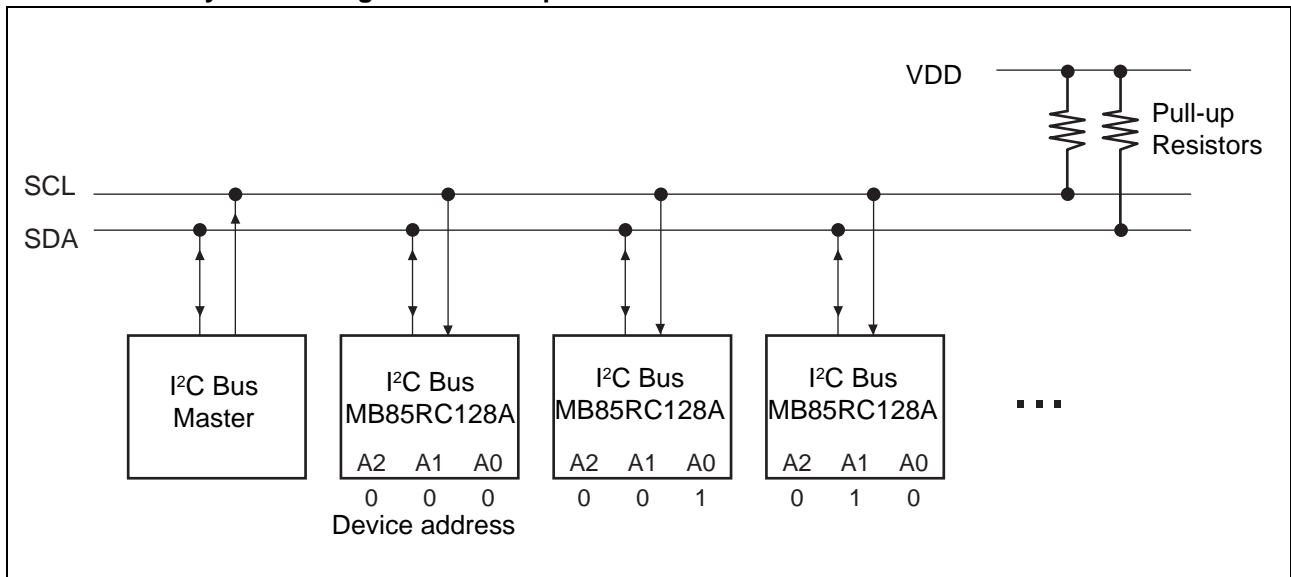 VDD
Pull-up
Resistors
SCL
SDA
I²C Bus
Master
I²C Bus
MB85RC128A
A2 A1 A0
0 0 0
Device address
I²C Bus
MB85RC128A
A2 A1 A0
0 0 1
I²C Bus
MB85RC128A
A2 A1 A0
0 1 0
...